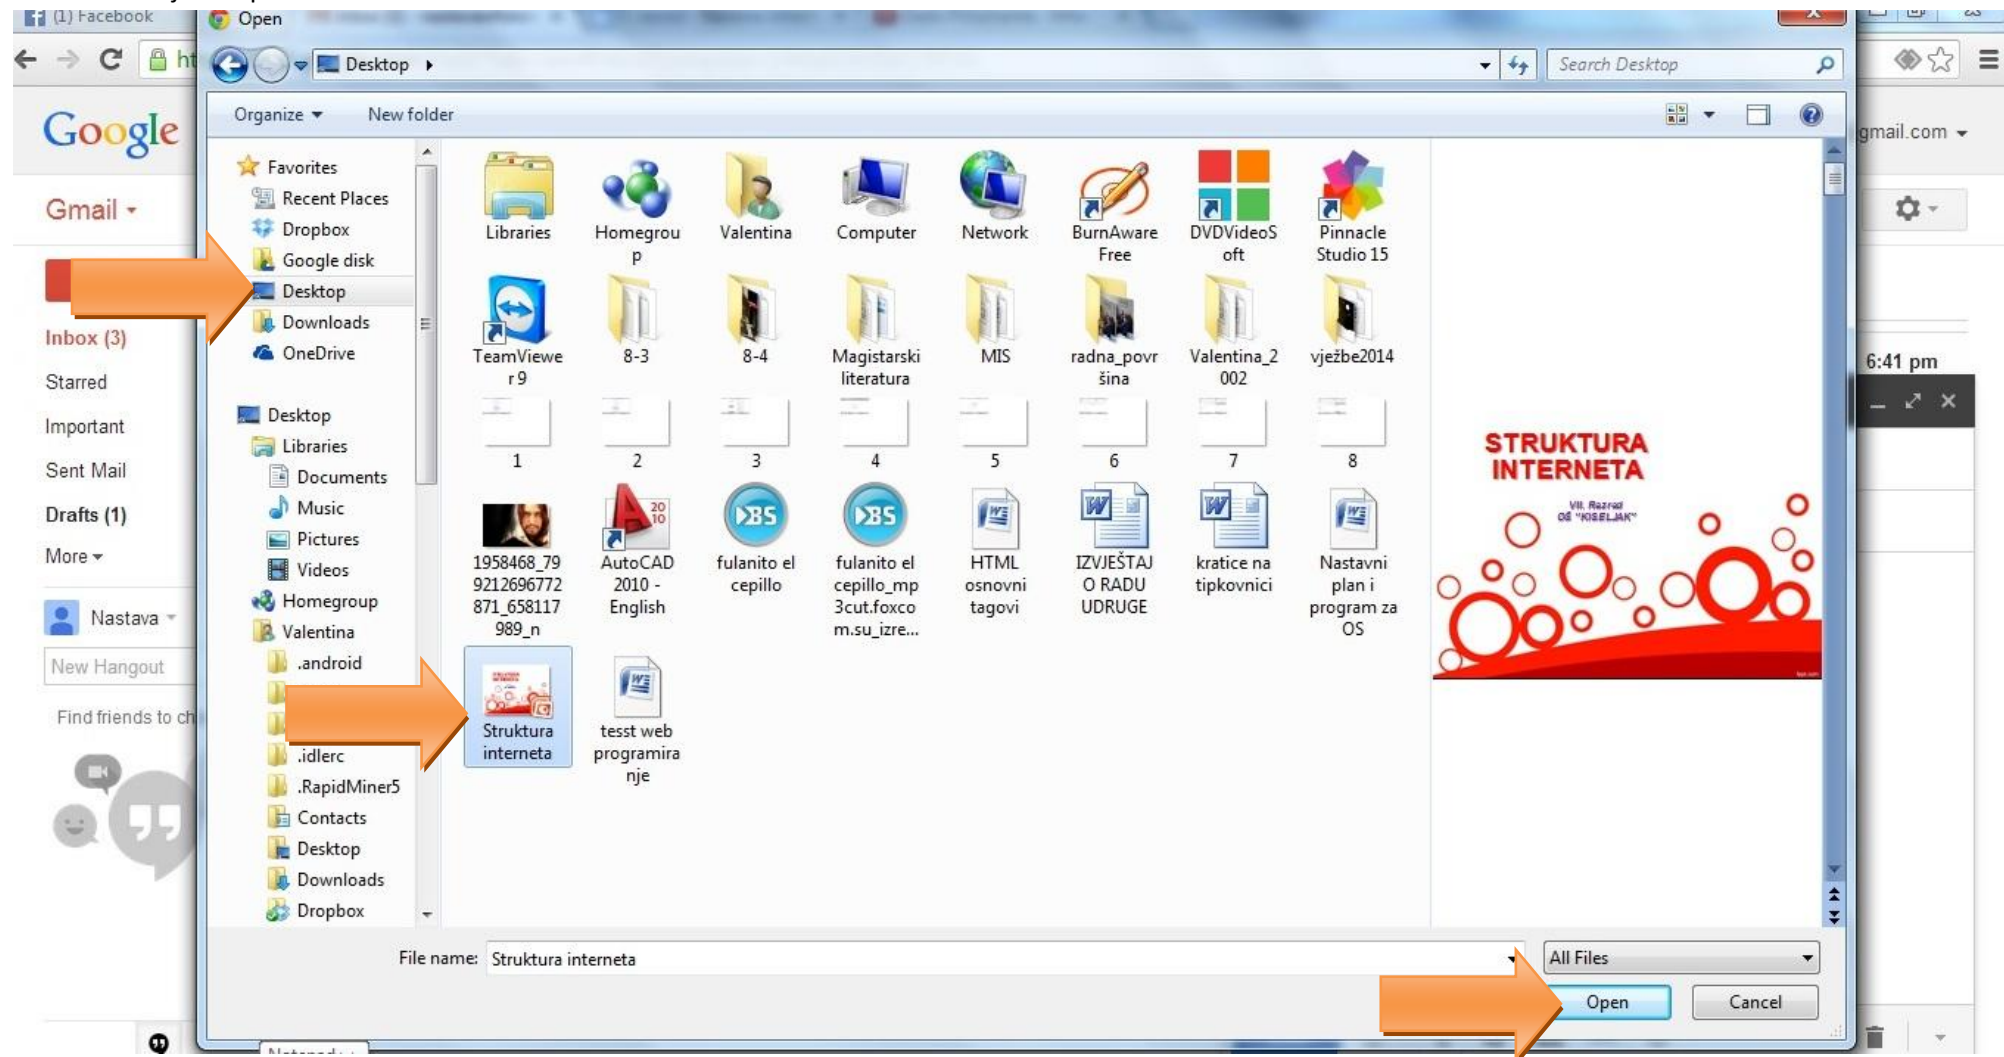 (1) Facebook
Open
Desktop
Search Desktop
Google
gmail.com
Organize
New folder
Gmail
Inbox (3)
Starred
Important
Sent Mail
Drafts (1)
More
Nastava
New Hangout
Find friends to ch
Favorites
Recent Places
Dropbox
Google disk
Desktop
Downloads
OneDrive
Desktop
Libraries
Documents
Music
Pictures
Videos
Homegroup
Valentina
.android
.idlerc
.RapidMiner5
Contacts
Desktop
Downloads
Dropbox
Libraries
Homegrou
p
Valentina
Computer
Network
BurnAware
Free
DVDVideoS
oft
Pinnacle
Studio 15
TeamViewe
r 9
8-3
8-4
Magistarski
literatura
MIS
radna_povr
šina
Valentina_2
002
vježbe2014
1
2
3
4
5
6
7
8
1958468_79
9212696772
871_658117
989_n
AutoCAD
2010 -
English
fulanito el
cepillo
fulanito el
cepillo_mp
3cut.foxco
m.su_izre...
HTML
osnovni
tagovi
IZVJEŠTAJ
O RADU
UDRUGE
kratice na
tipkovnici
Nastavni
plan i
program za
OS
Struktura
interneta
tesst web
programira
nje
STRUKTURA
INTERNETA
VII. Razred
OŠ "KISELJAK"
6:41 pm
File name:
Struktura interneta
All Files
Open
Cancel